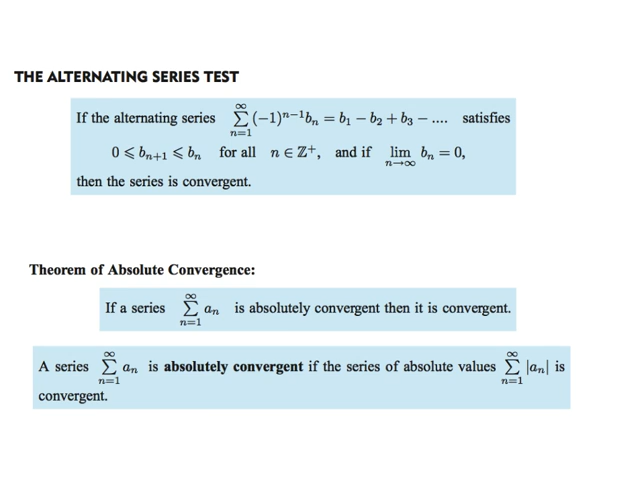 THE ALTERNATING SERIES TEST
If the alternating series ∑_{n=1}^{∞} (−1)^{n−1}b_n = b_1 − b_2 + b_3 − .... satisfies
0 ⩽ b_{n+1} ⩽ b_n for all n ∈ ℤ⁺, and if lim_{n→∞} b_n = 0,
then the series is convergent.
Theorem of Absolute Convergence:
If a series ∑_{n=1}^{∞} a_n is absolutely convergent then it is convergent.
A series ∑_{n=1}^{∞} a_n is absolutely convergent if the series of absolute values ∑_{n=1}^{∞} |a_n| is
convergent.